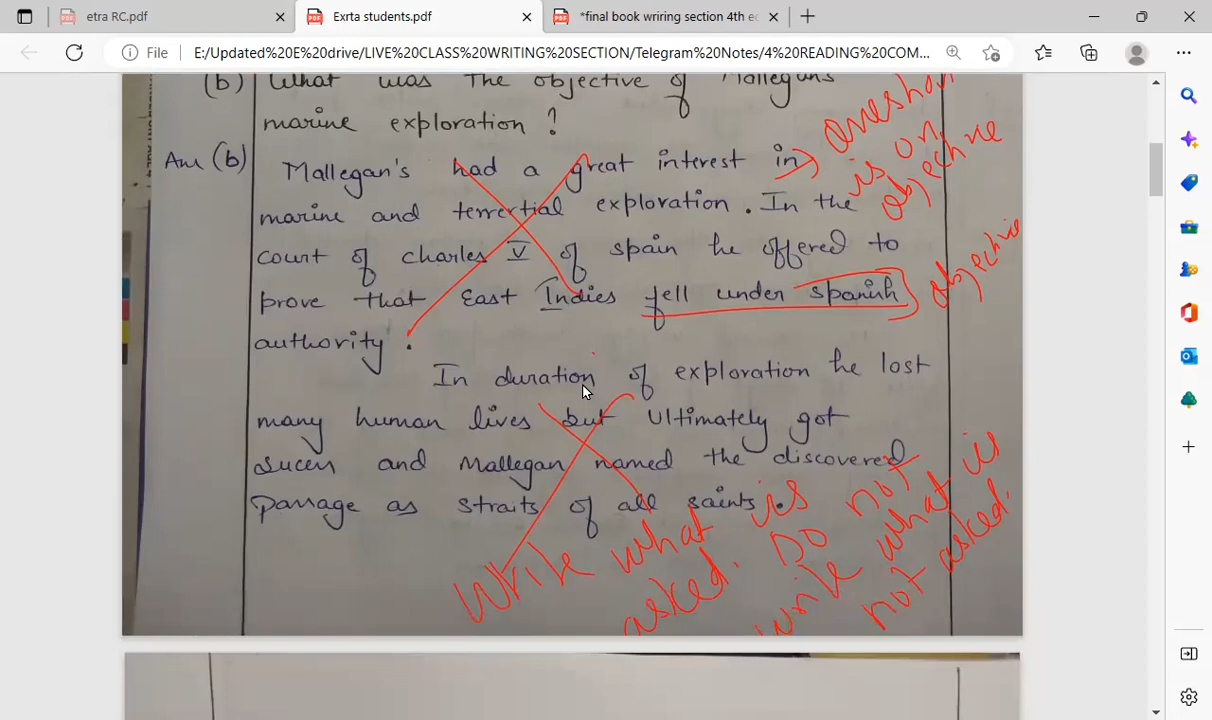 etra RC.pdf
Exrta students.pdf
*final book wriring section 4th ec
File
E:/Updated%20E%20drive/LIVE%20CLASS%20WRITING%20SECTION/Telegram%20Notes/4%20READING%20COM...
(b) What was the objective of Mallegun's
marine exploration ?
Ans (b) Mallegan's had a great interest in
marine and terrertial exploration. In the
court of charles V of spain he offered to
prove that East Indies fell under spanish
authority.
In duration of exploration he lost
many human lives but ultimately got
sucess and Mallegan named the discovered
passage as straits of all saints.
question
is on
objective
objective
Write what is
asked. Do not
write what is
not asked.